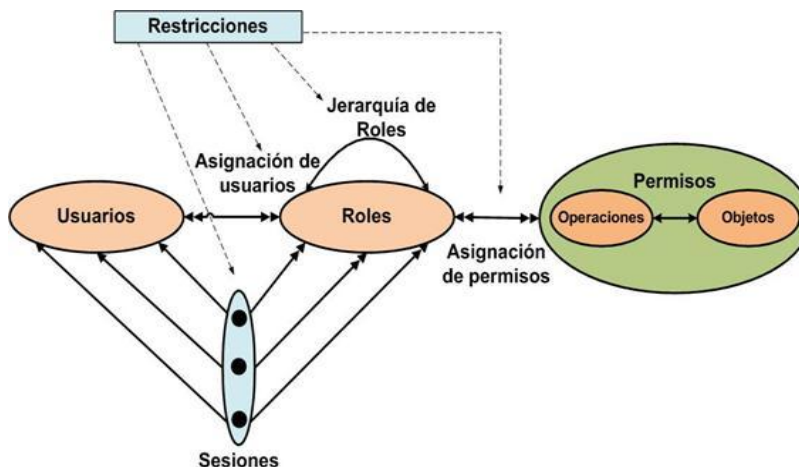 Restricciones
Jerarquía de
Roles
Asignación de
usuarios
Permisos
Usuarios
Roles
Operaciones
Objetos
Asignación
de permisos
Sesiones